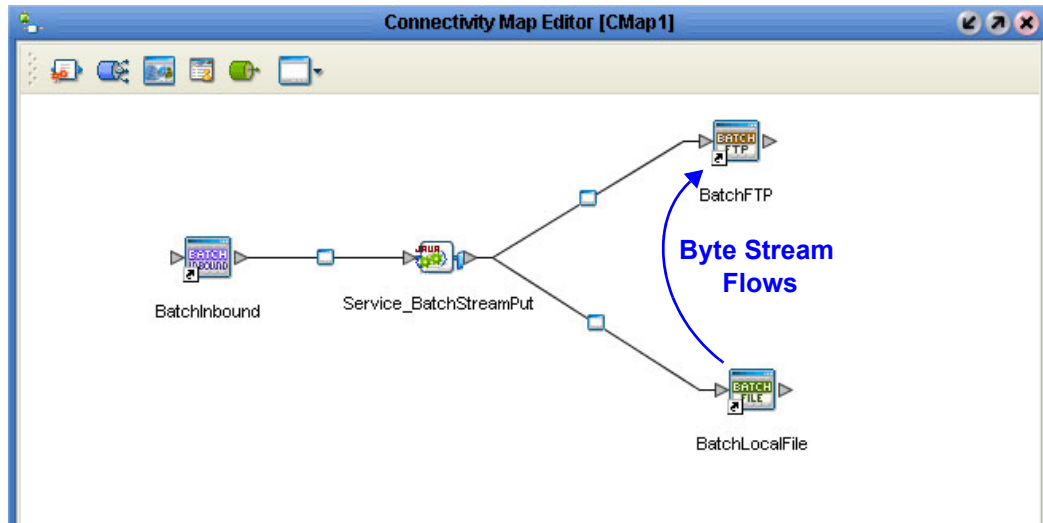 Connectivity Map Editor [CMap1]
BATCH
FTP
BatchFTP
Byte Stream
Flows
BATCH
INBOUND
BatchInbound
JAVA
Service_BatchStreamPut
BATCH
FILE
BatchLocalFile